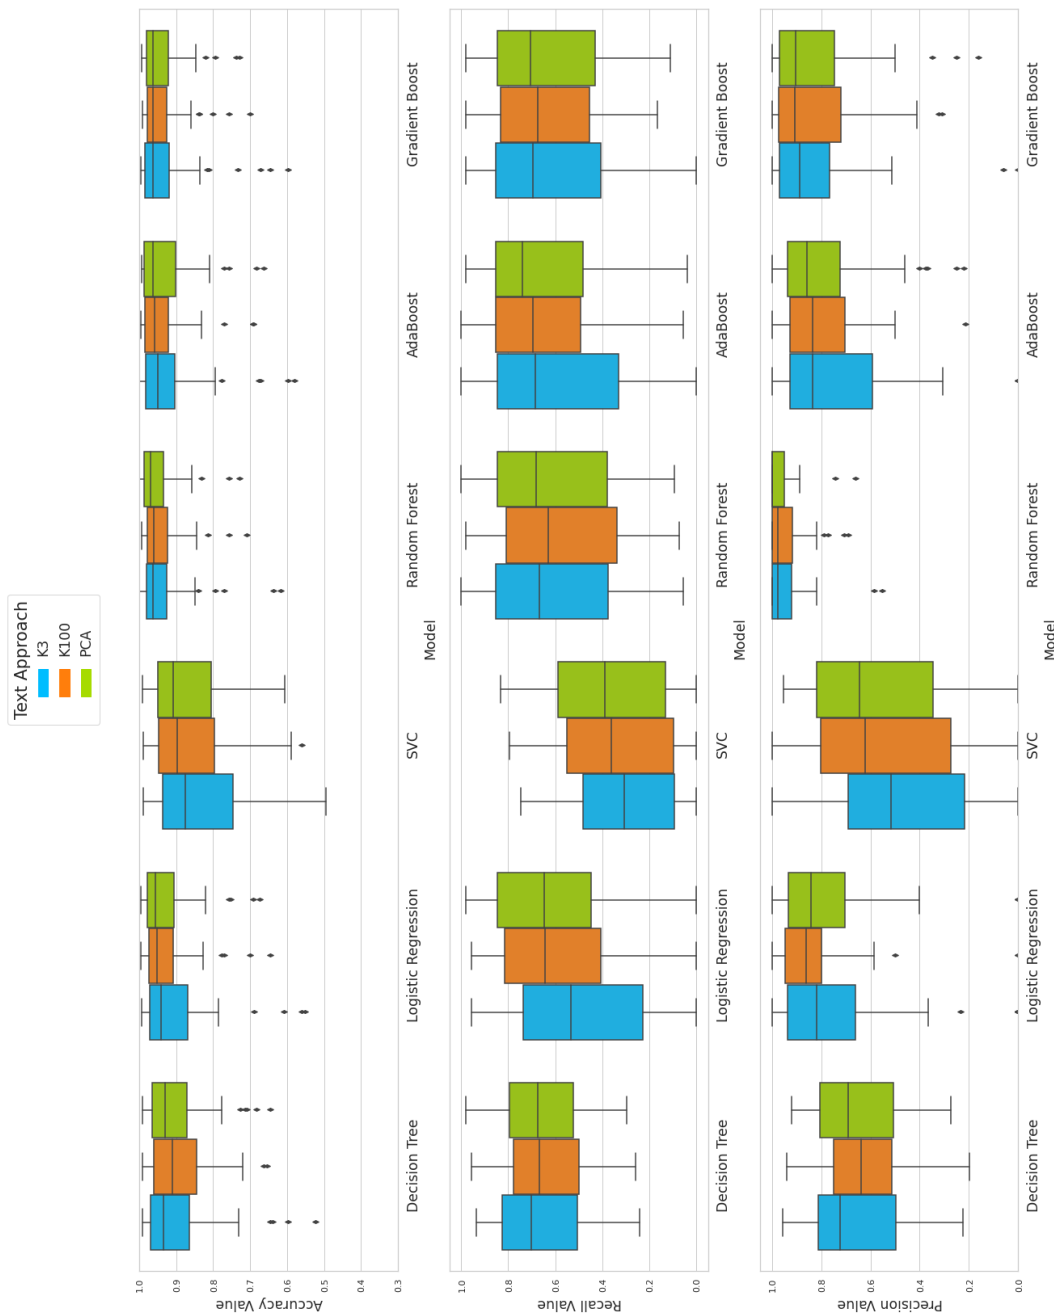 Text Approach
K3
K100
PCA
1.0
0.9
0.8
0.7
0.6
0.5
0.4
0.3
Accuracy Value
Decision Tree
Logistic Regression
SVC
Random Forest
AdaBoost
Gradient Boost
Model
1.0
0.8
0.6
0.4
0.2
0.0
Recall Value
Decision Tree
Logistic Regression
SVC
Random Forest
AdaBoost
Gradient Boost
Model
1.0
0.8
0.6
0.4
0.2
0.0
Precision Value
Decision Tree
Logistic Regression
SVC
Random Forest
AdaBoost
Gradient Boost
Model